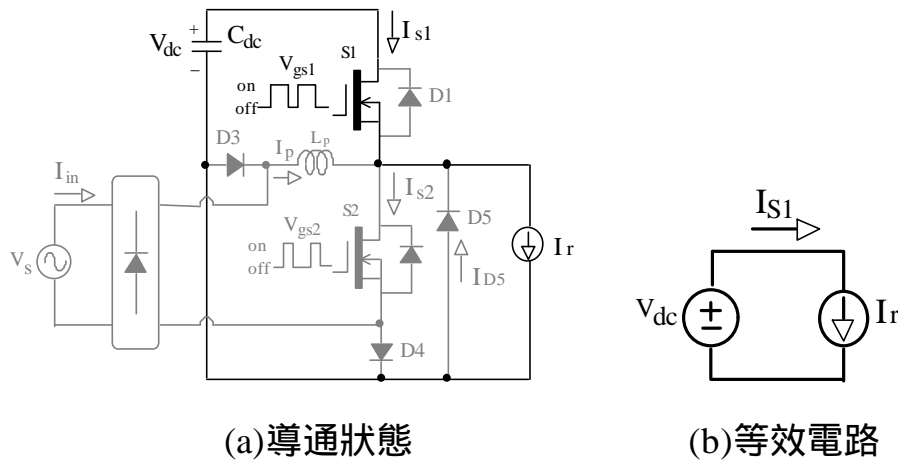 +
Vdc
−
Cdc
Is1
S1
Vgs1
on
off
D1
D3
Ip
Lp
Iin
Is2
S2
Vgs2
on
off
D5
ID5
Ir
Vs
D4
IS1
Vdc
Ir
(a)導通狀態
(b)等效電路